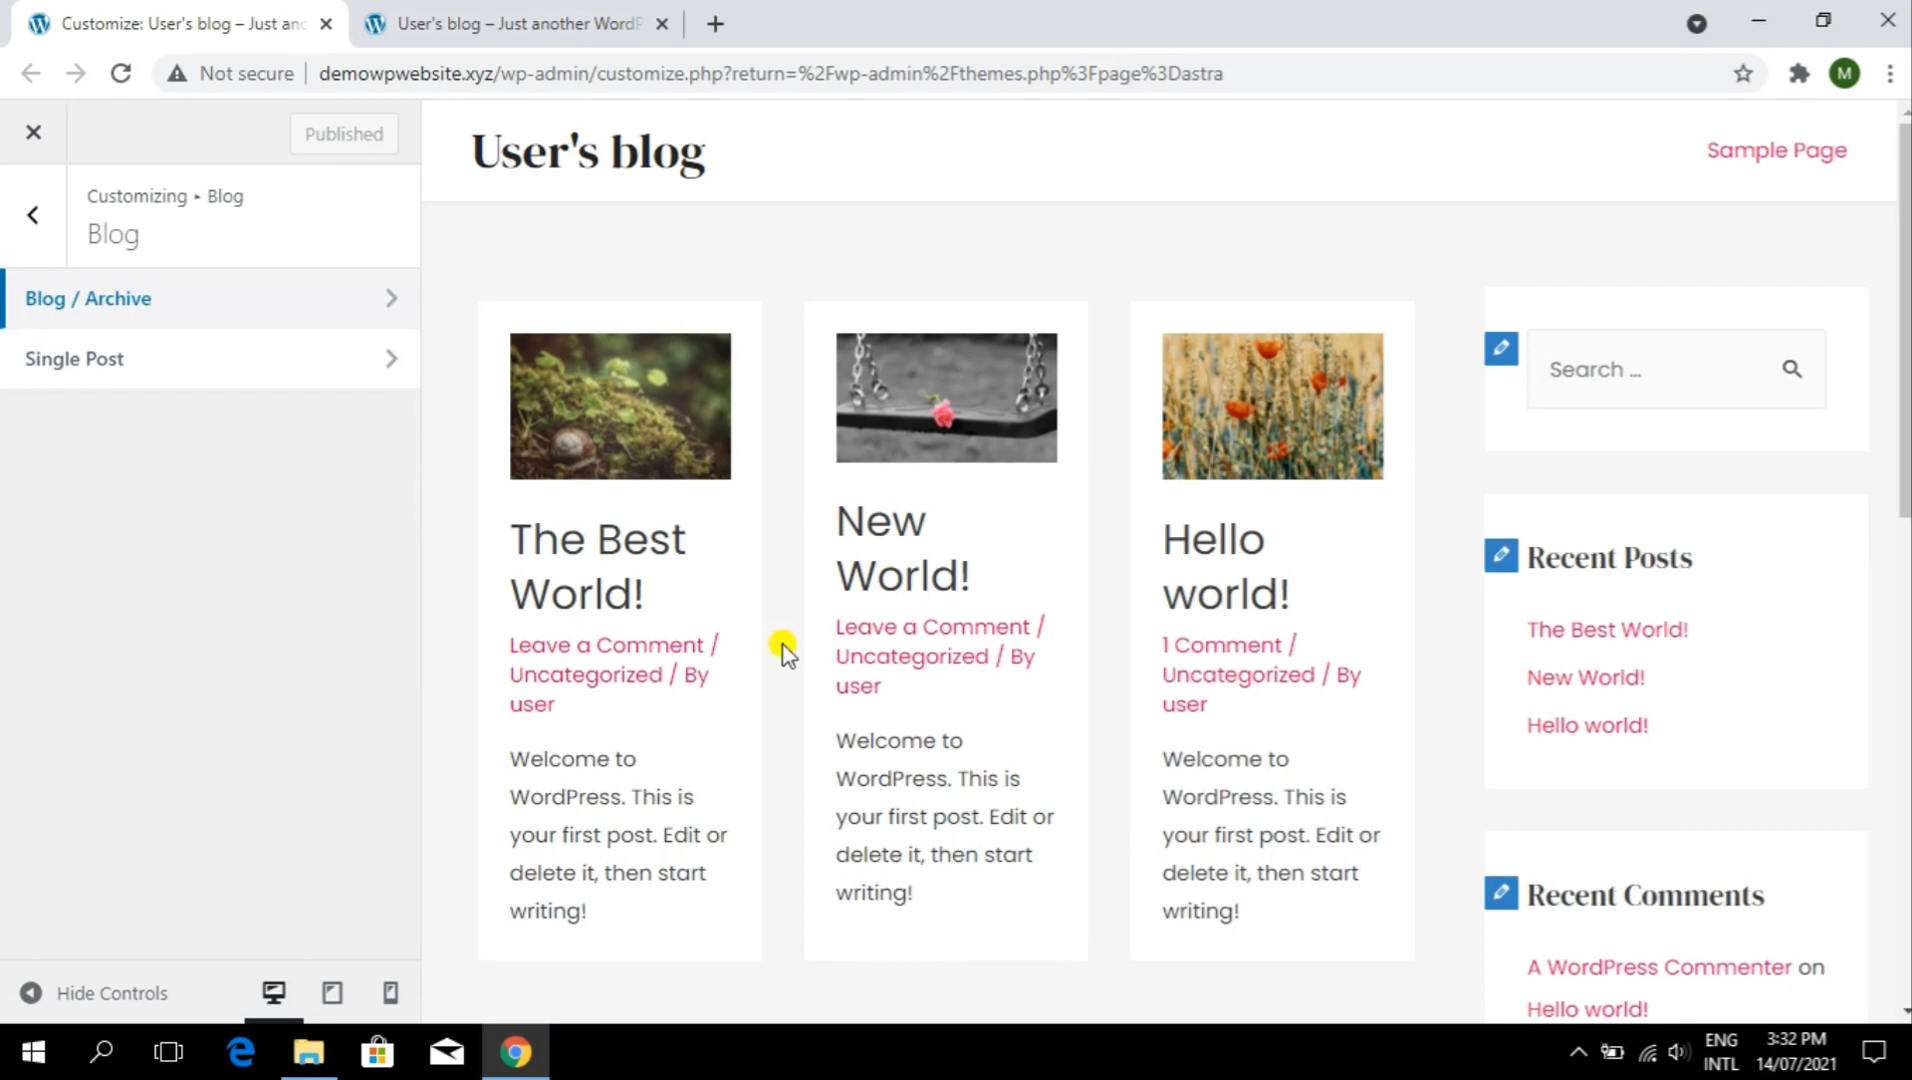 Customize: User's blog – Just ano
User's blog – Just another WordP
Not secure
demowpwebsite.xyz/wp-admin/customize.php?return=%2Fwp-admin%2Fthemes.php%3Fpage%3Dastra
M
Published
Customizing ▸ Blog
Blog
Blog / Archive
Single Post
Hide Controls
User's blog
Sample Page
The Best
World!
Leave a Comment /
Uncategorized / By
user
Welcome to
WordPress. This is
your first post. Edit or
delete it, then start
writing!
New
World!
Leave a Comment /
Uncategorized / By
user
Welcome to
WordPress. This is
your first post. Edit or
delete it, then start
writing!
Hello
world!
1 Comment /
Uncategorized / By
user
Welcome to
WordPress. This is
your first post. Edit or
delete it, then start
writing!
Search ...
Recent Posts
The Best World!
New World!
Hello world!
Recent Comments
A WordPress Commenter on
Hello world!
ENG
INTL
3:32 PM
14/07/2021